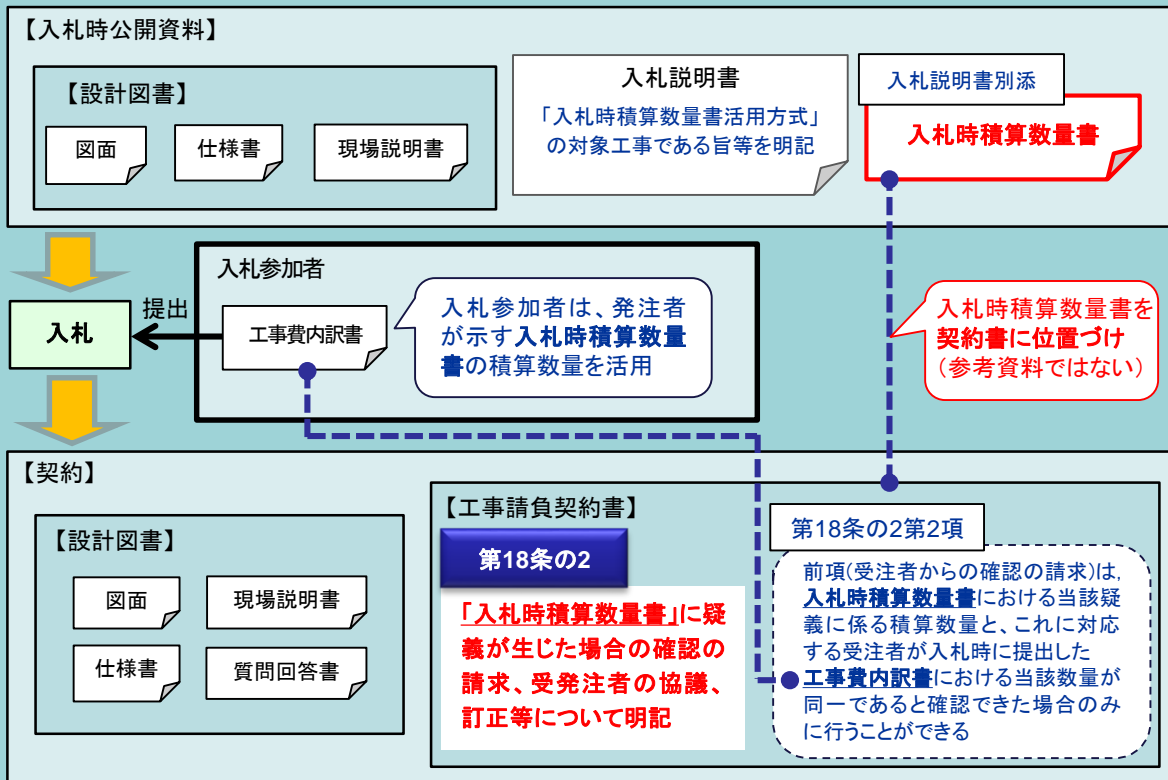 【入札時公開資料】
【設計図書】
図面
仕様書
現場説明書
入札説明書
「入札時積算数量書活用方式」
の対象工事である旨等を明記
入札説明書別添
入札時積算数量書
入札
提出
入札参加者
工事費内訳書
入札参加者は、発注者
が示す入札時積算数量
書の積算数量を活用
入札時積算数量書を
契約書に位置づけ
(参考資料ではない)
【契約】
【設計図書】
図面
現場説明書
仕様書
質問回答書
【工事請負契約書】
第18条の2
「入札時積算数量書」に疑
義が生じた場合の確認の
請求、受発注者の協議、
訂正等について明記
第18条の2第2項
前項(受注者からの確認の請求)は,
入札時積算数量書における当該疑
義に係る積算数量と、これに対応
する受注者が入札時に提出した
工事費内訳書における当該数量が
同一であると確認できた場合のみ
に行うことができる